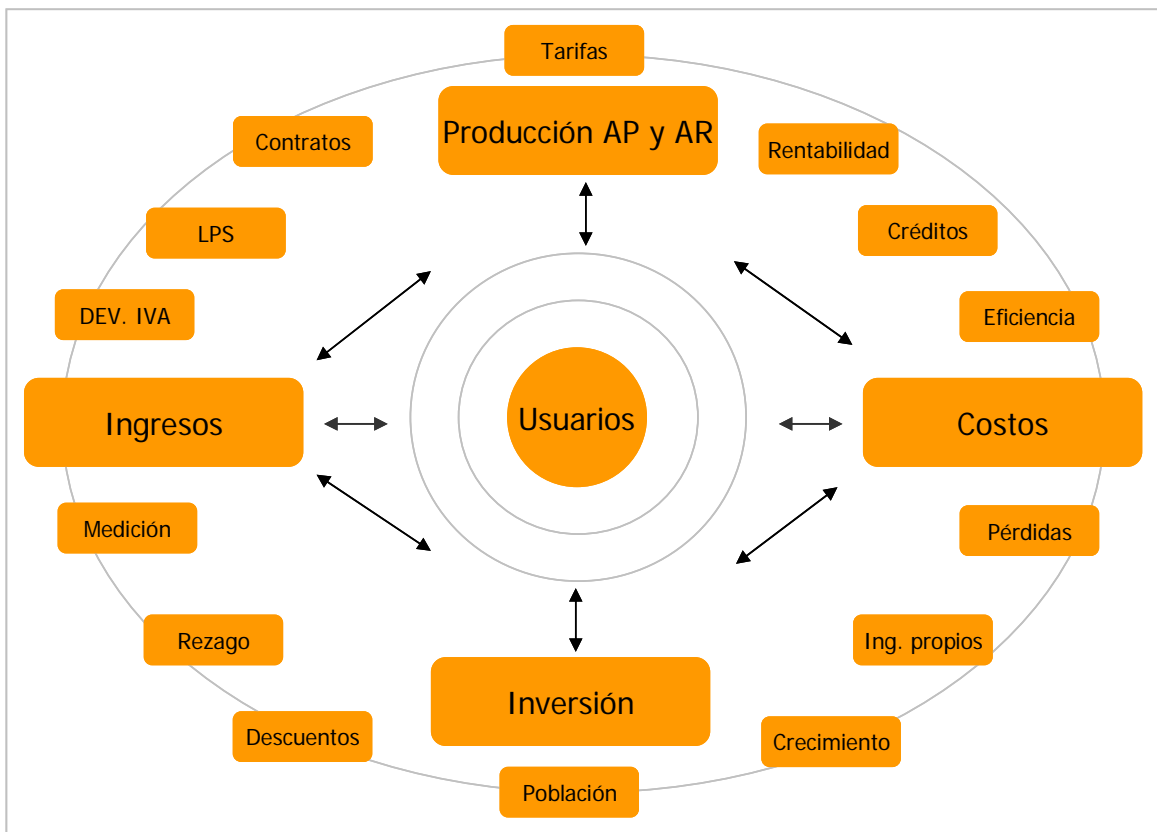 Tarifas
Producción AP y AR
Contratos
Rentabilidad
LPS
Créditos
DEV. IVA
Eficiencia
Ingresos
Usuarios
Costos
Medición
Pérdidas
Rezago
Ing. propios
Inversión
Descuentos
Crecimiento
Población